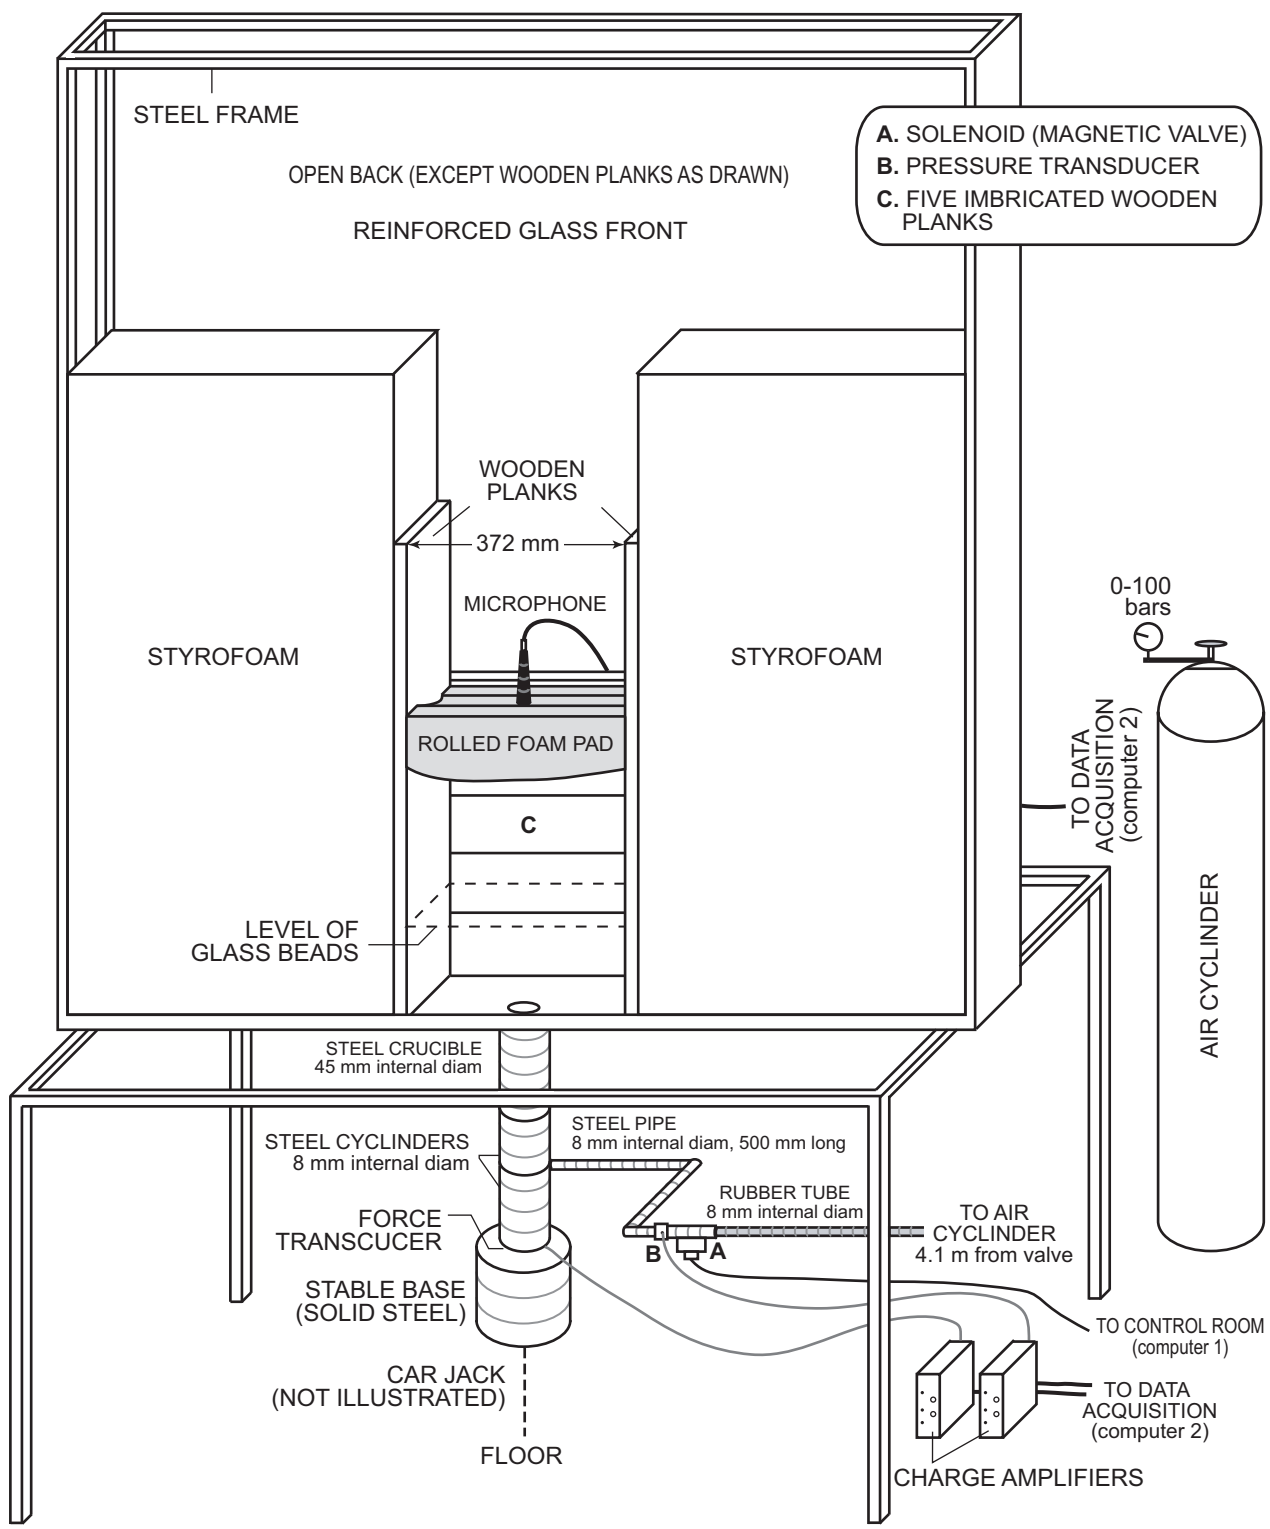 STEEL FRAME
A. SOLENOID (MAGNETIC VALVE)
B. PRESSURE TRANSDUCER
C. FIVE IMBRICATED WOODEN
PLANKS
OPEN BACK (EXCEPT WOODEN PLANKS AS DRAWN)
REINFORCED GLASS FRONT
WOODEN
PLANKS
372 mm
MICROPHONE
STYROFOAM
STYROFOAM
ROLLED FOAM PAD
C
LEVEL OF
GLASS BEADS
0-100
bars
TO DATA
ACQUISITION
(computer 2)
AIR CYCLINDER
STEEL CRUCIBLE
45 mm internal diam
STEEL CYCLINDERS
8 mm internal diam
STEEL PIPE
8 mm internal diam, 500 mm long
RUBBER TUBE
8 mm internal diam
TO AIR
CYCLINDER
4.1 m from valve
FORCE
TRANSCUCER
B
A
STABLE BASE
(SOLID STEEL)
CAR JACK
(NOT ILLUSTRATED)
FLOOR
TO CONTROL ROOM
(computer 1)
TO DATA
ACQUISITION
(computer 2)
CHARGE AMPLIFIERS